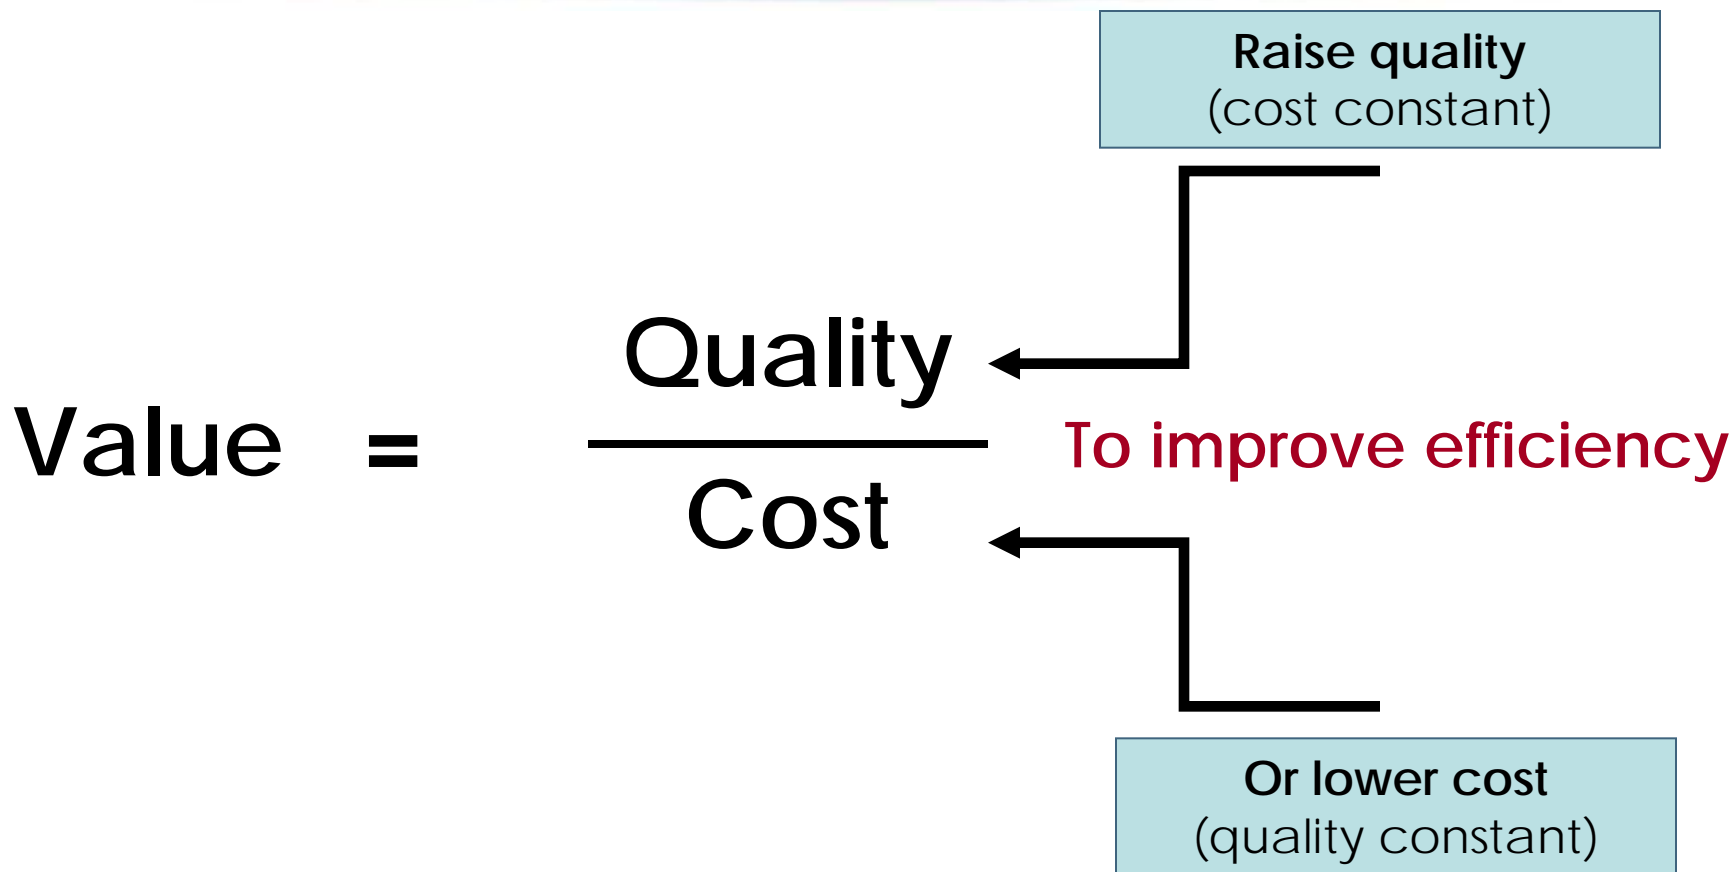 Raise quality
(cost constant)
Quality
Value =
Cost
To improve efficiency
Or lower cost
(quality constant)